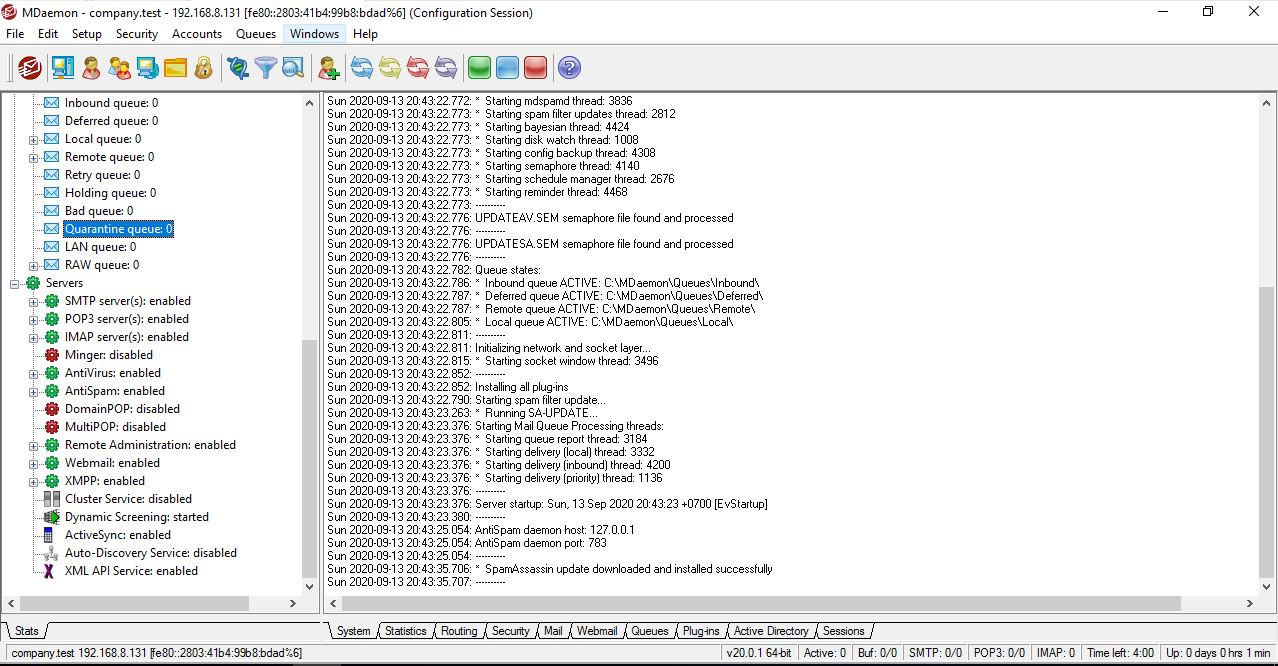 MDaemon - company.test - 192.168.8.131 [fe80::2803:41b4:99b8:bdad%6] (Configuration Session)
File Edit Setup Security Accounts Queues Windows Help
Inbound queue: 0
Deferred queue: 0
Local queue: 0
Remote queue: 0
Retry queue: 0
Holding queue: 0
Bad queue: 0
Quarantine queue: 0
LAN queue: 0
RAW queue: 0
Servers
SMTP server(s): enabled
POP3 server(s): enabled
IMAP server(s): enabled
Minger: disabled
AntiVirus: enabled
AntiSpam: enabled
DomainPOP: disabled
MultiPOP: disabled
Remote Administration: enabled
Webmail: enabled
XMPP: enabled
Cluster Service: disabled
Dynamic Screening: started
ActiveSync: enabled
Auto-Discovery Service: disabled
XML API Service: enabled
Stats
Sun 2020-09-13 20:43:22.772: * Starting mdspamd thread: 3836
Sun 2020-09-13 20:43:22.773: * Starting spam filter updates thread: 2812
Sun 2020-09-13 20:43:22.773: * Starting bayesian thread: 4424
Sun 2020-09-13 20:43:22.773: * Starting disk watch thread: 1008
Sun 2020-09-13 20:43:22.773: * Starting config backup thread: 4308
Sun 2020-09-13 20:43:22.773: * Starting semaphore thread: 4140
Sun 2020-09-13 20:43:22.773: * Starting schedule manager thread: 2676
Sun 2020-09-13 20:43:22.773: * Starting reminder thread: 4468
Sun 2020-09-13 20:43:22.773: ----------
Sun 2020-09-13 20:43:22.776: UPDATEAV.SEM semaphore file found and processed
Sun 2020-09-13 20:43:22.776: ----------
Sun 2020-09-13 20:43:22.776: UPDATESA.SEM semaphore file found and processed
Sun 2020-09-13 20:43:22.776: ----------
Sun 2020-09-13 20:43:22.782: Queue states:
Sun 2020-09-13 20:43:22.786: * Inbound queue ACTIVE: C:\MDaemon\Queues\Inbound\
Sun 2020-09-13 20:43:22.787: * Deferred queue ACTIVE: C:\MDaemon\Queues\Deferred\
Sun 2020-09-13 20:43:22.787: * Remote queue ACTIVE: C:\MDaemon\Queues\Remote\
Sun 2020-09-13 20:43:22.805: * Local queue ACTIVE: C:\MDaemon\Queues\Local\
Sun 2020-09-13 20:43:22.811: ----------
Sun 2020-09-13 20:43:22.811: Initializing network and socket layer...
Sun 2020-09-13 20:43:22.815: * Starting socket window thread: 3496
Sun 2020-09-13 20:43:22.852: ----------
Sun 2020-09-13 20:43:22.852: Installing all plug-ins
Sun 2020-09-13 20:43:22.790: Starting spam filter update...
Sun 2020-09-13 20:43:23.263: * Running SA-UPDATE...
Sun 2020-09-13 20:43:23.376: Starting Mail Queue Processing threads:
Sun 2020-09-13 20:43:23.376: * Starting queue report thread: 3184
Sun 2020-09-13 20:43:23.376: * Starting delivery (local) thread: 3332
Sun 2020-09-13 20:43:23.376: * Starting delivery (inbound) thread: 4200
Sun 2020-09-13 20:43:23.376: * Starting delivery (priority) thread: 1136
Sun 2020-09-13 20:43:23.376: ----------
Sun 2020-09-13 20:43:23.376: Server startup: Sun, 13 Sep 2020 20:43:23 +0700 [EvStartup]
Sun 2020-09-13 20:43:23.380: ----------
Sun 2020-09-13 20:43:25.054: AntiSpam daemon host: 127.0.0.1
Sun 2020-09-13 20:43:25.054: AntiSpam daemon port: 783
Sun 2020-09-13 20:43:25.054: ----------
Sun 2020-09-13 20:43:35.706: * SpamAssassin update downloaded and installed successfully
Sun 2020-09-13 20:43:35.707: ----------
System Statistics Routing Security Mail Webmail Queues Plug-ins Active Directory Sessions
company.test 192.168.8.131 [fe80::2803:41b4:99b8:bdad%6] v20.0.1 64-bit Active: 0 Buf: 0/0 SMTP: 0/0 POP3: 0/0 IMAP: 0 Time left: 4:00 Up: 0 days 0 hrs 1 min